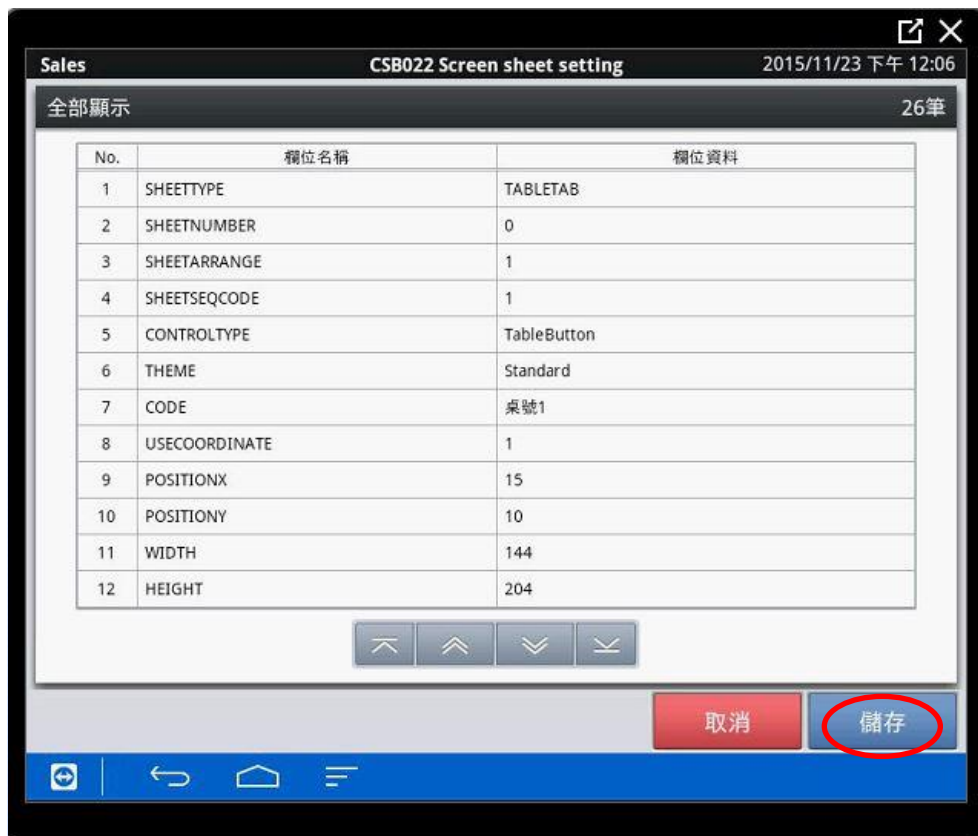 Sales CSB022 Screen sheet setting 2015/11/23 下午 12:06
全部顯示 26筆
No. 欄位名稱 欄位資料
1 SHEETTYPE TABLETAB
2 SHEETNUMBER 0
3 SHEETARRANGE 1
4 SHEETSEQCODE 1
5 CONTROLTYPE TableButton
6 THEME Standard
7 CODE 桌號1
8 USECOORDINATE 1
9 POSITIONX 15
10 POSITIONY 10
11 WIDTH 144
12 HEIGHT 204
取消 儲存